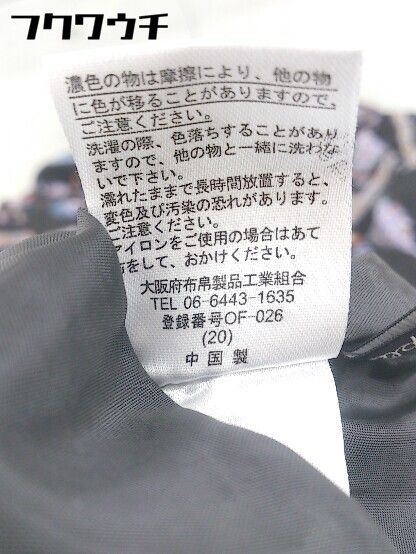 フクワウチ
濃色の物は摩擦により、他の物
に色が移ることがありますので、
ご注意ください。
洗濯の際、色落ちすることがあり
ますので、他の物と一緒に洗わな
いで下さい。
濡れたままで長時間放置すると、
変色及び汚染の恐れがあります。
アイロンをご使用の場合はあて
布をして、おかけください。
大阪府布帛製品工業組合
TEL 06-6443-1635
登録番号OF-026
(20)
中国製